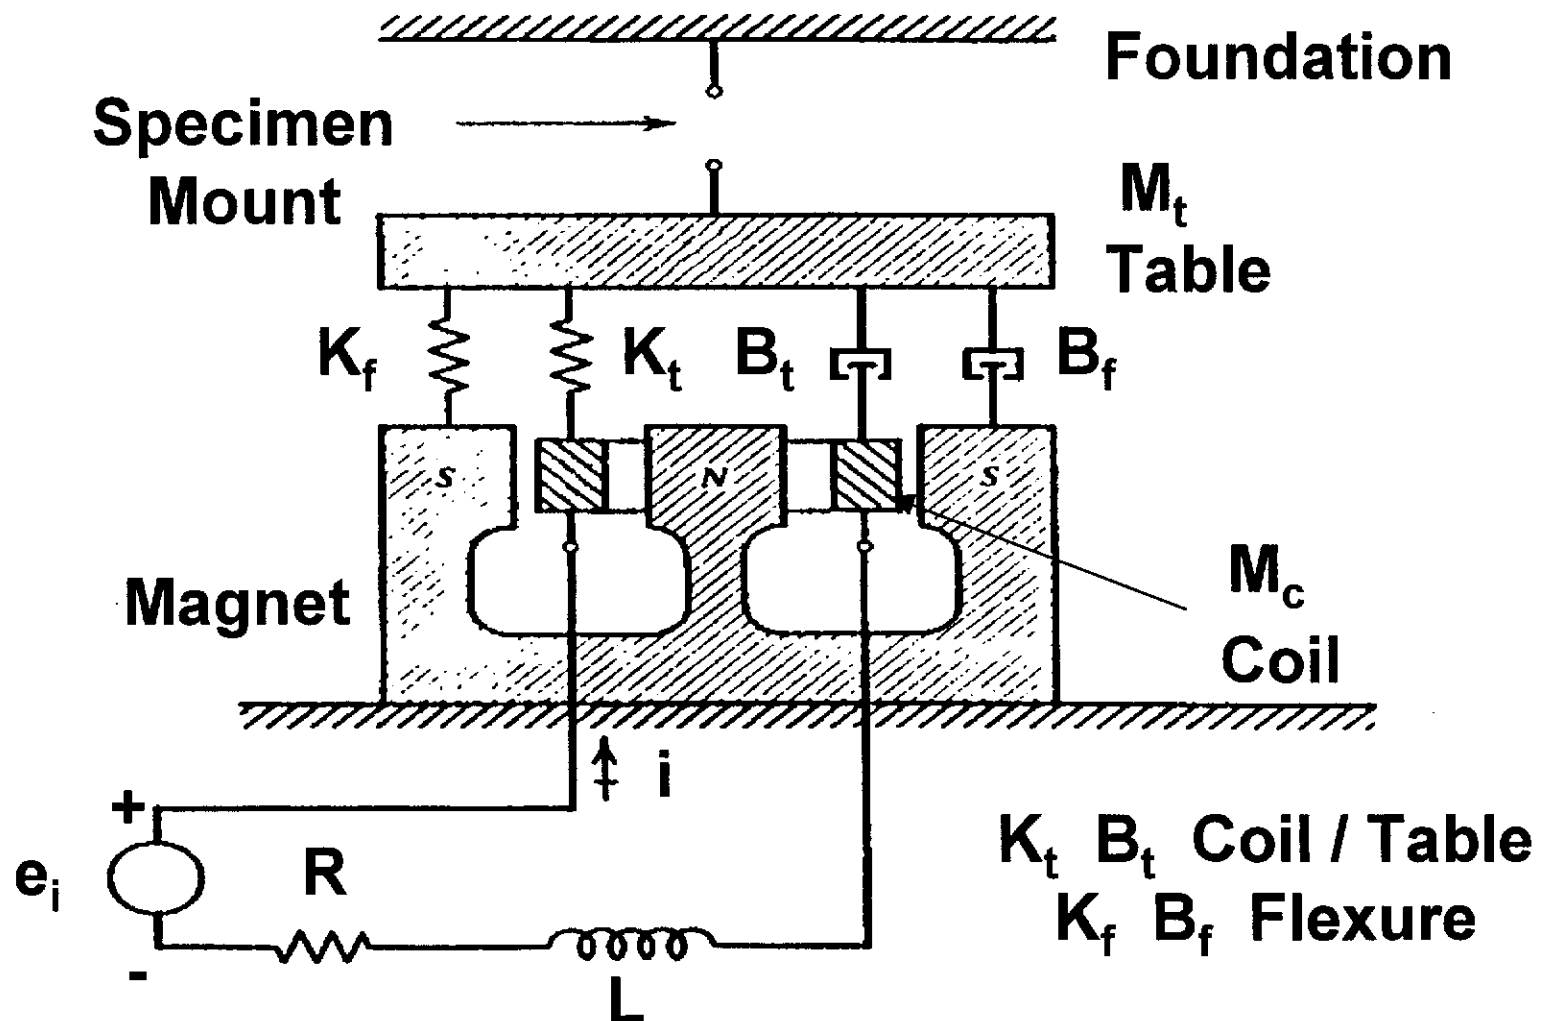 Foundation
Specimen
Mount
M_t
Table
K_f
K_t
B_t
B_f
S
N
S
Magnet
M_c
Coil
i
+
e_i
R
-
L
K_t B_t Coil / Table
K_f B_f Flexure